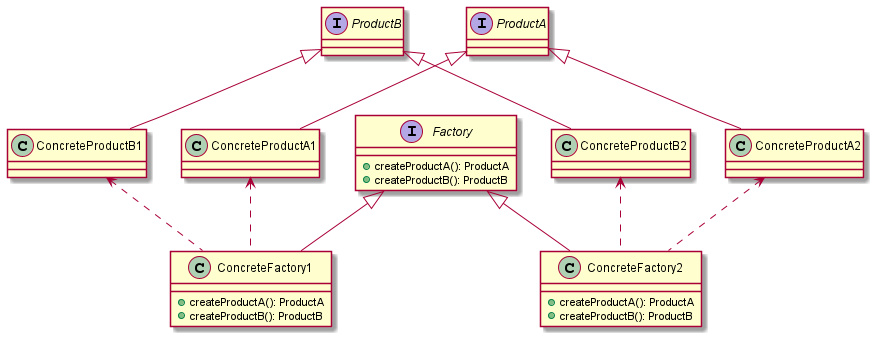 I ProductB
I ProductA
C ConcreteProductB1
C ConcreteProductA1
I Factory
createProductA(): ProductA
createProductB(): ProductB
C ConcreteProductB2
C ConcreteProductA2
C ConcreteFactory1
createProductA(): ProductA
createProductB(): ProductB
C ConcreteFactory2
createProductA(): ProductA
createProductB(): ProductB